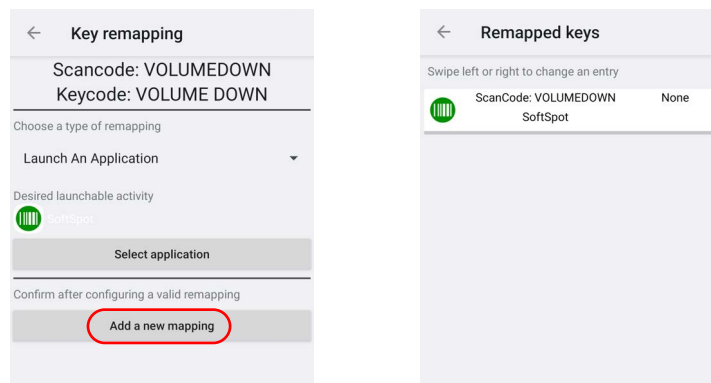 Key remapping
Scancode: VOLUMEDOWN
Keycode: VOLUME DOWN
Choose a type of remapping
Launch An Application
Desired launchable activity
SoftSpot
Select application
Confirm after configuring a valid remapping
Add a new mapping
Remapped keys
Swipe left or right to change an entry
ScanCode: VOLUMEDOWN None
SoftSpot